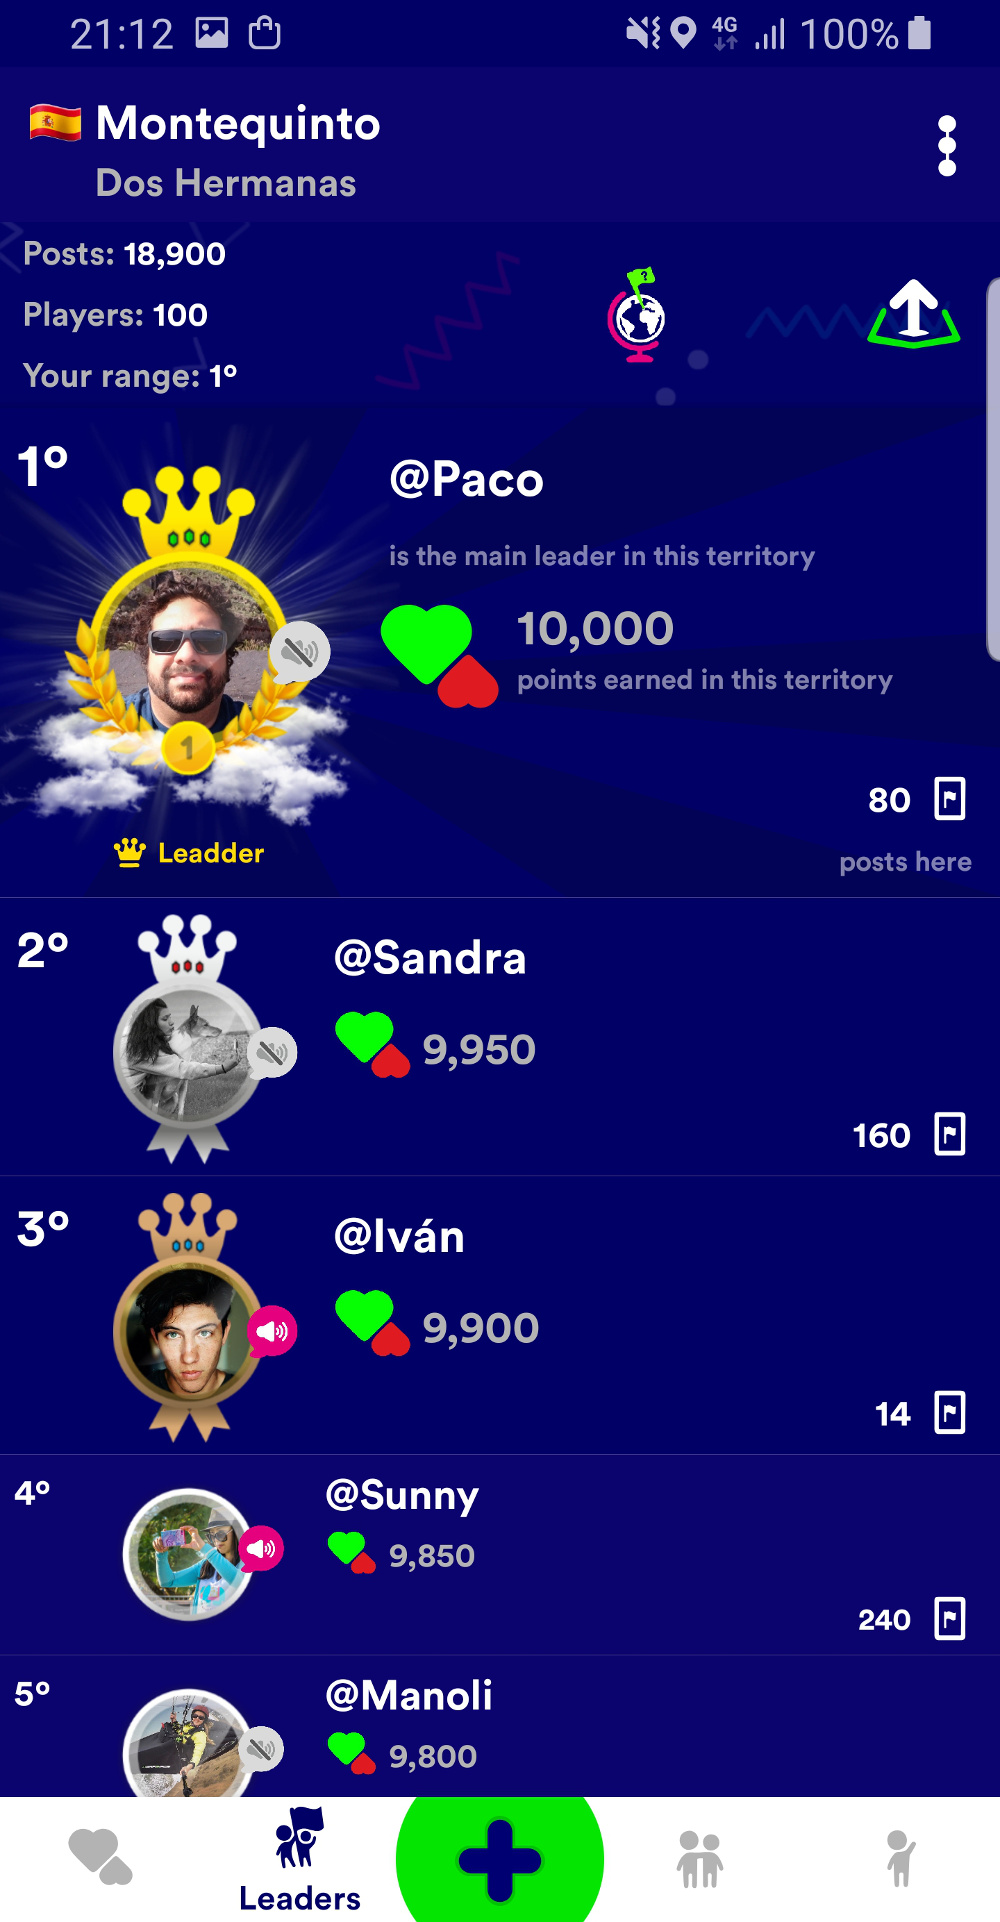 21:12 4G 100%
Montequinto
Dos Hermanas
Posts: 18,900
Players: 100
Your range: 1º
?
1º
@Paco
is the main leader in this territory
10,000
points earned in this territory
1
80
Leadder
posts here
2º
@Sandra
9,950
160
3º
@Iván
9,900
14
4º
@Sunny
9,850
240
5º
@Manoli
9,800
Leaders